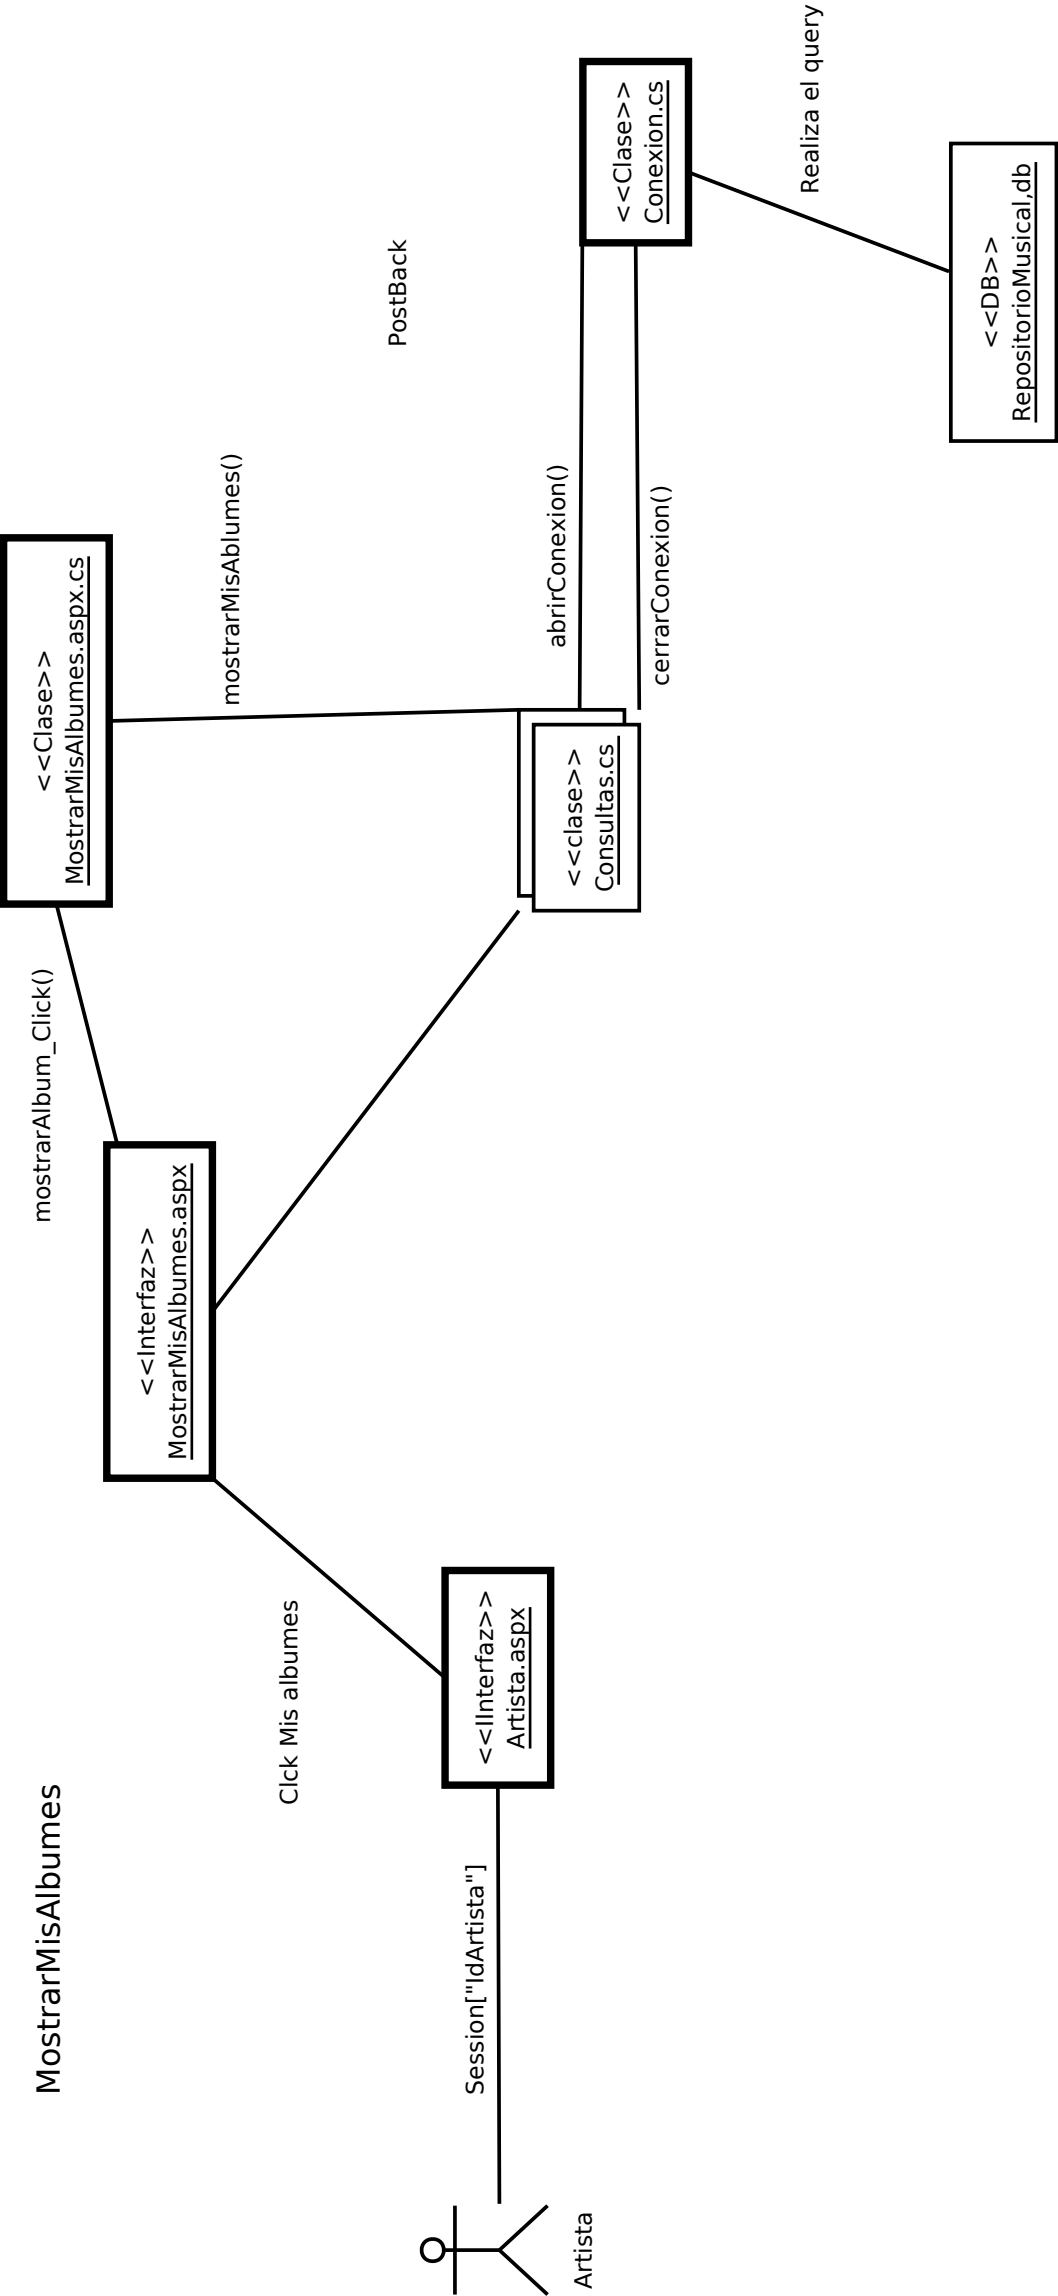 MostrarMisAlbumes
mostrarAlbum_Click()
<<Clase>>
MostrarMisAlbumes.aspx.cs
<<Interfaz>>
MostrarMisAlbumes.aspx
mostrarMisAblumes()
Clck Mis albumes
PostBack
Session["IdArtista"]
<<IInterfaz>>
Artista.aspx
abrirConexion()
<<clase>>
Consultas.cs
cerrarConexion()
<<Clase>>
Conexion.cs
Artista
Realiza el query
<<DB>>
RepositorioMusical,db